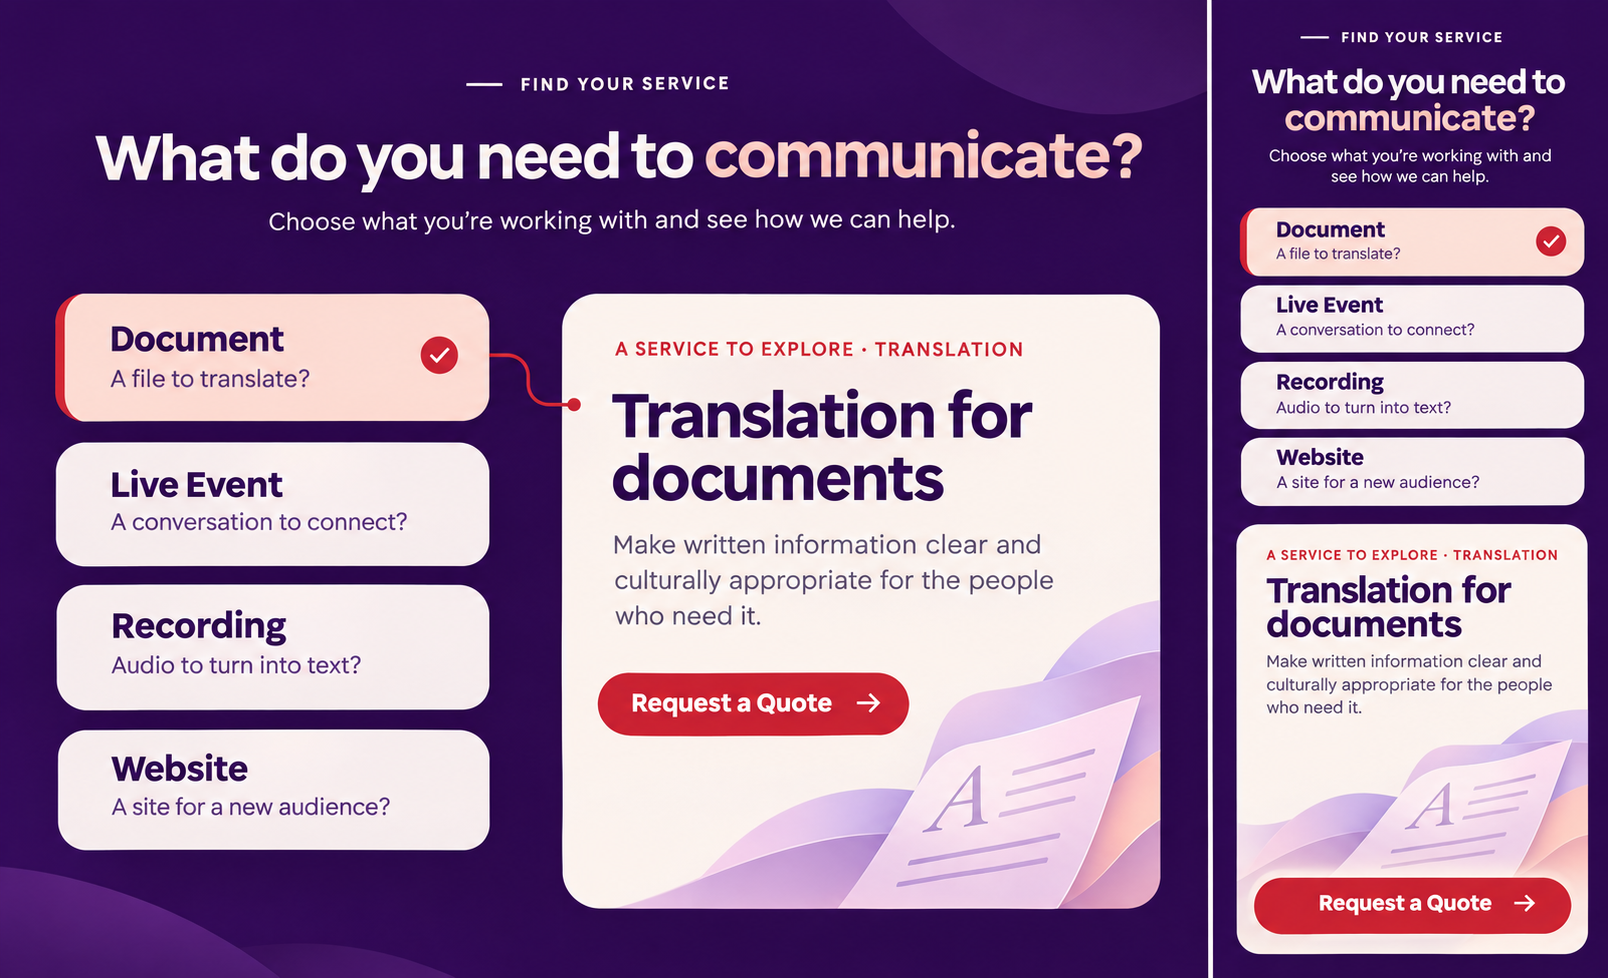 FIND YOUR SERVICE
What do you need to communicate?
Choose what you're working with and see how we can help.
Document
A file to translate?
Live Event
A conversation to connect?
Recording
Audio to turn into text?
Website
A site for a new audience?
A SERVICE TO EXPLORE · TRANSLATION
Translation for
documents
Make written information clear and
culturally appropriate for the people
who need it.
Request a Quote →
A
FIND YOUR SERVICE
What do you need to
communicate?
Choose what you're working with and
see how we can help.
Document
A file to translate?
Live Event
A conversation to connect?
Recording
Audio to turn into text?
Website
A site for a new audience?
A SERVICE TO EXPLORE · TRANSLATION
Translation for
documents
Make written information clear and
culturally appropriate for the people
who need it.
A
Request a Quote →